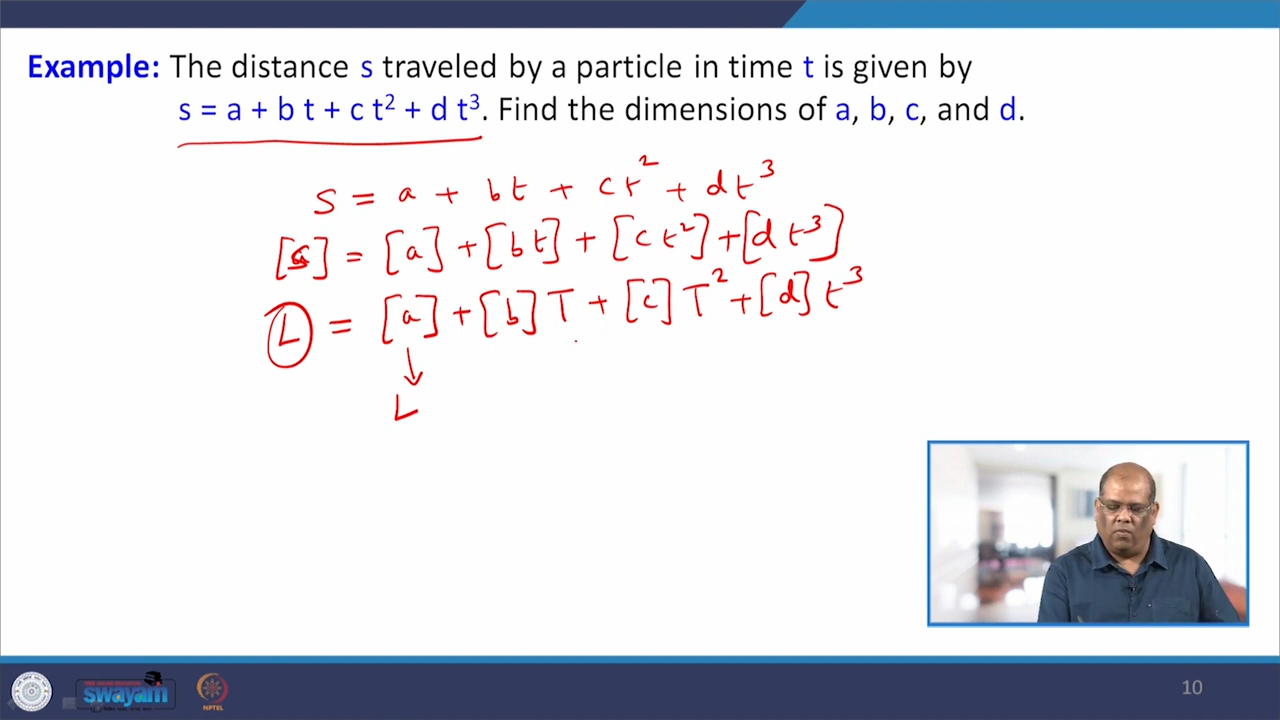 Example: The distance s traveled by a particle in time t is given by
s = a + b t + c t² + d t³. Find the dimensions of a, b, c, and d.
S = a + bt + ct² + dt³
[s] = [a] + [bt] + [ct²] + [dt³]
L = [a] + [b] T + [c] T² + [d] t³
↓
L
swayam
NPTEL
10